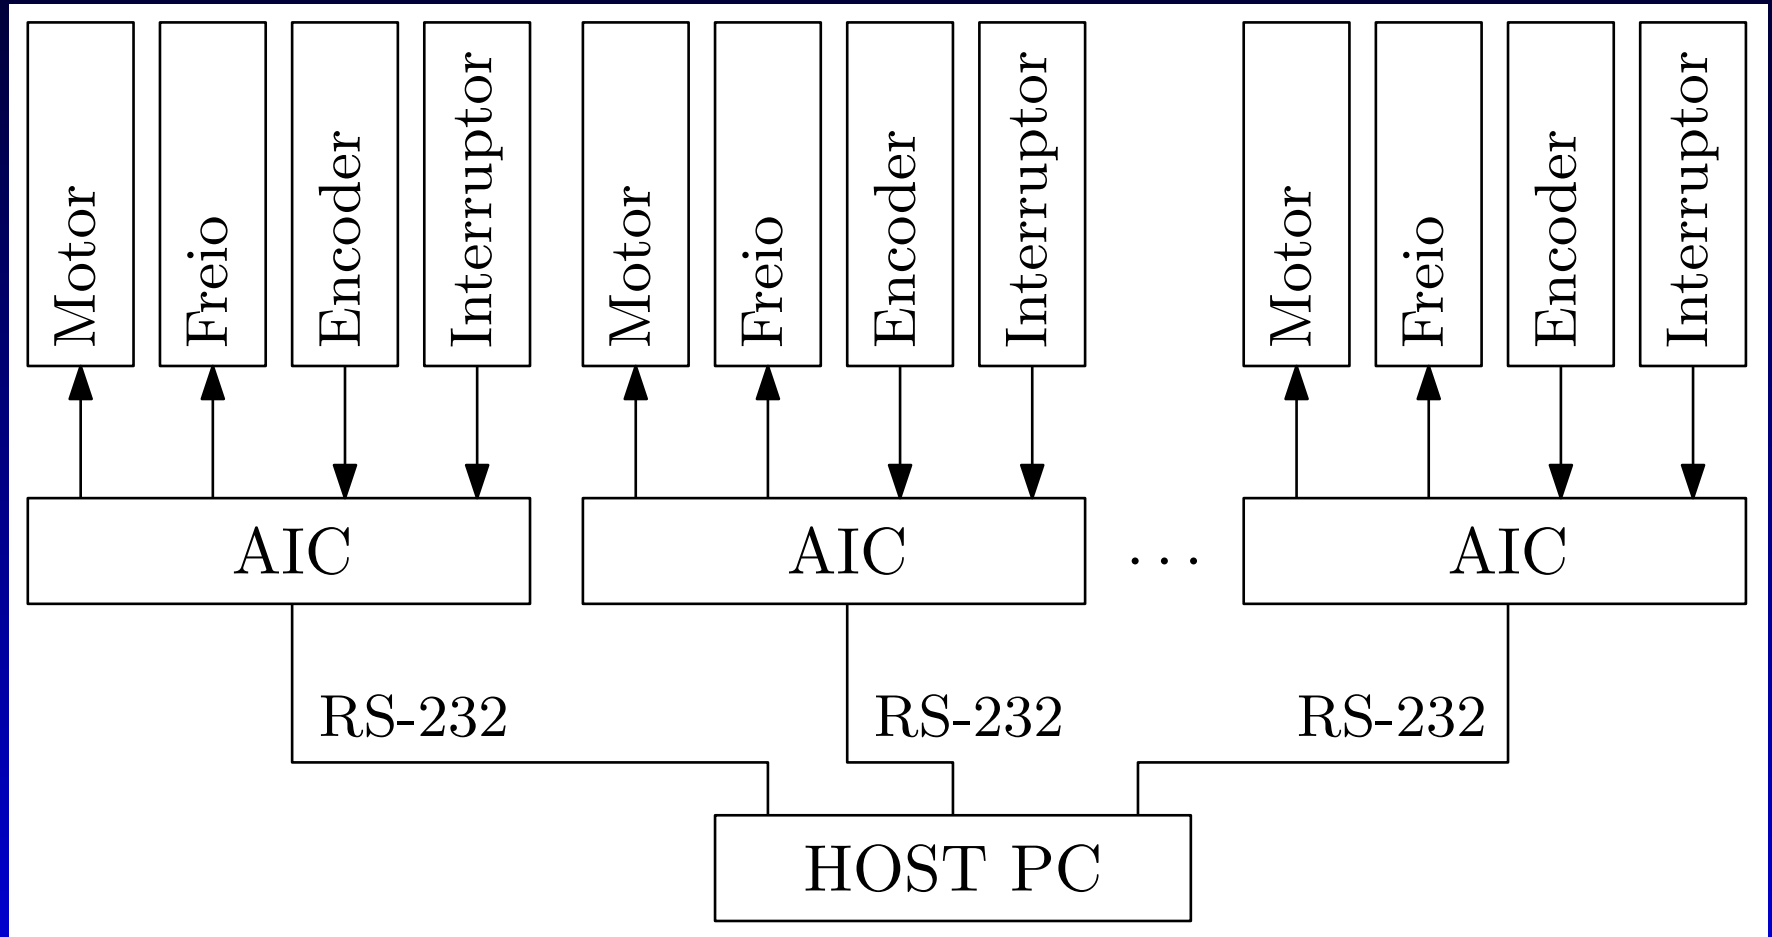 Motor
Freio
Encoder
Interruptor
Motor
Freio
Encoder
Interruptor
Motor
Freio
Encoder
Interruptor
AIC
AIC
...
AIC
RS-232
RS-232
RS-232
HOST PC